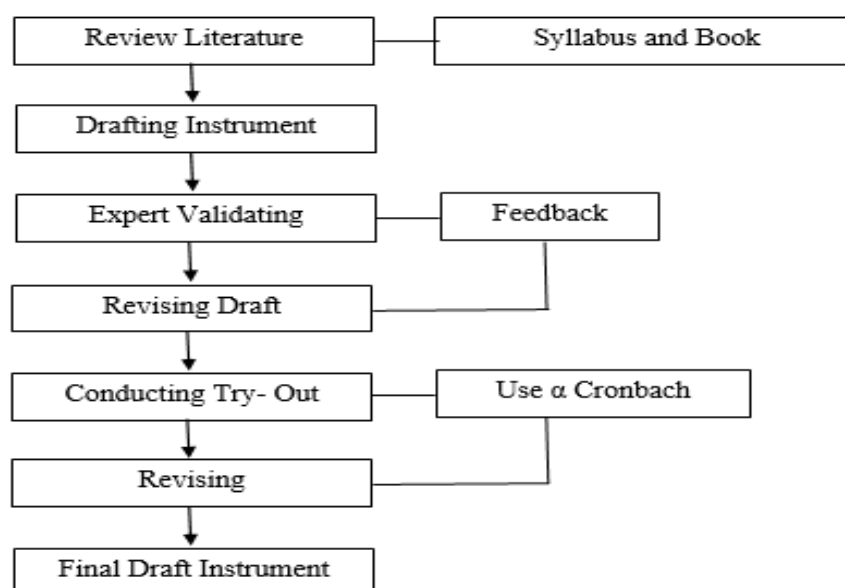 Review Literature
Syllabus and Book
Drafting Instrument
Expert Validating
Feedback
Revising Draft
Conducting Try- Out
Use α Cronbach
Revising
Final Draft Instrument